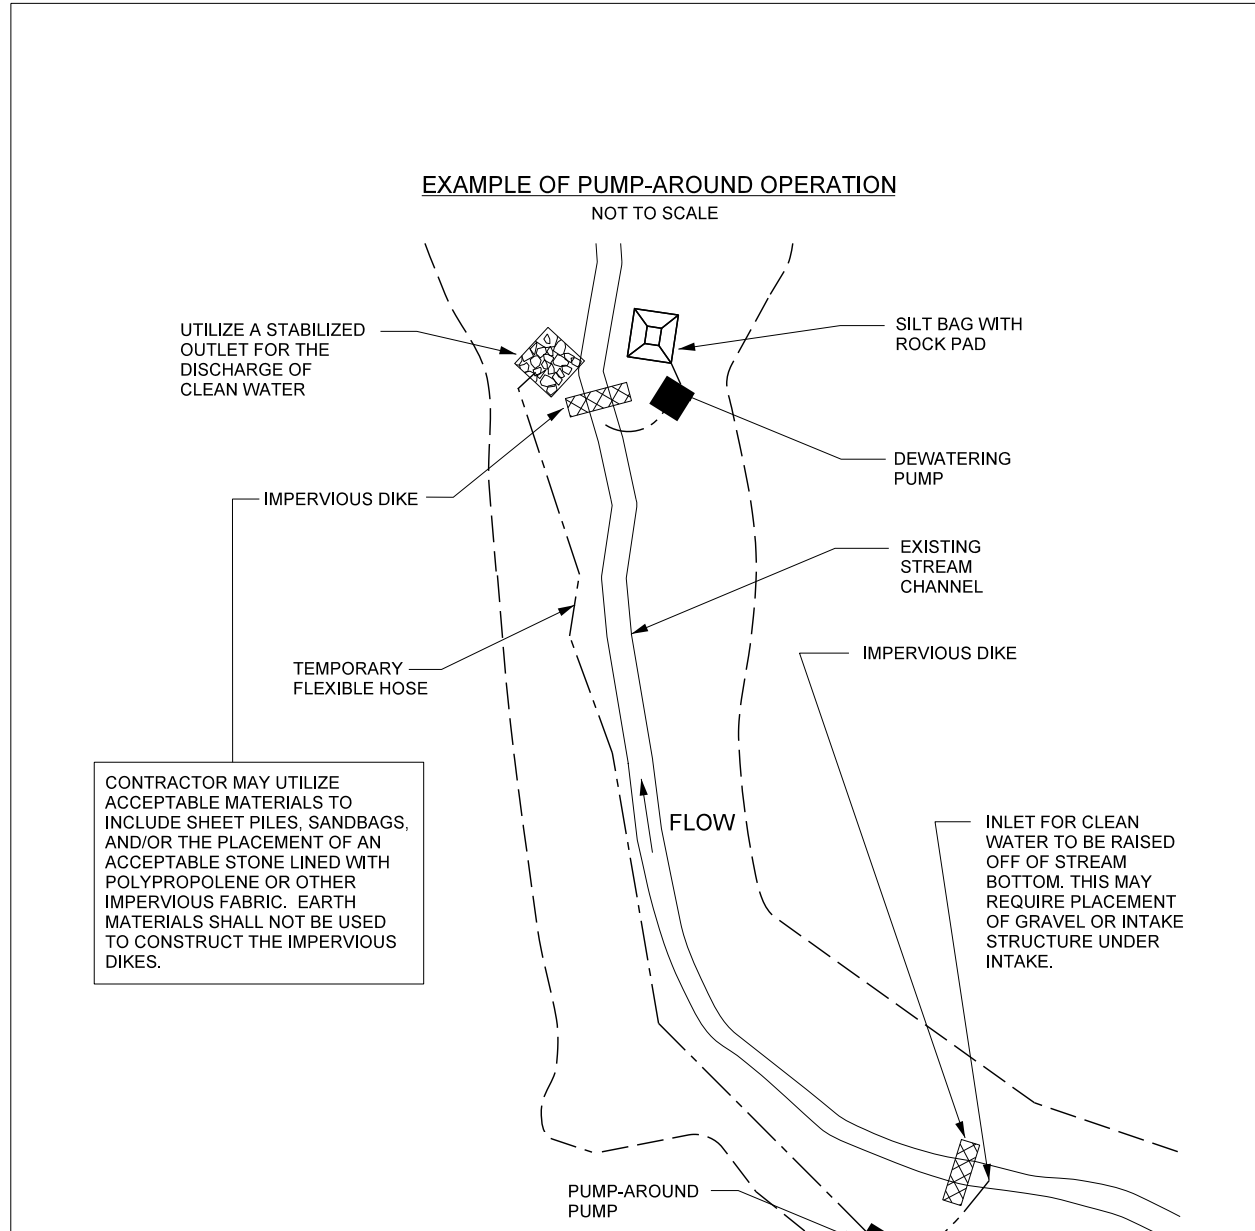 EXAMPLE OF PUMP-AROUND OPERATION
NOT TO SCALE
UTILIZE A STABILIZED
OUTLET FOR THE
DISCHARGE OF
CLEAN WATER
SILT BAG WITH
ROCK PAD
DEWATERING
PUMP
IMPERVIOUS DIKE
EXISTING
STREAM
CHANNEL
IMPERVIOUS DIKE
TEMPORARY
FLEXIBLE HOSE
CONTRACTOR MAY UTILIZE
ACCEPTABLE MATERIALS TO
INCLUDE SHEET PILES, SANDBAGS,
AND/OR THE PLACEMENT OF AN
ACCEPTABLE STONE LINED WITH
POLYPROPOLENE OR OTHER
IMPERVIOUS FABRIC.  EARTH
MATERIALS SHALL NOT BE USED
TO CONSTRUCT THE IMPERVIOUS
DIKES.
FLOW
INLET FOR CLEAN
WATER TO BE RAISED
OFF OF STREAM
BOTTOM. THIS MAY
REQUIRE PLACEMENT
OF GRAVEL OR INTAKE
STRUCTURE UNDER
INTAKE.
PUMP-AROUND
PUMP